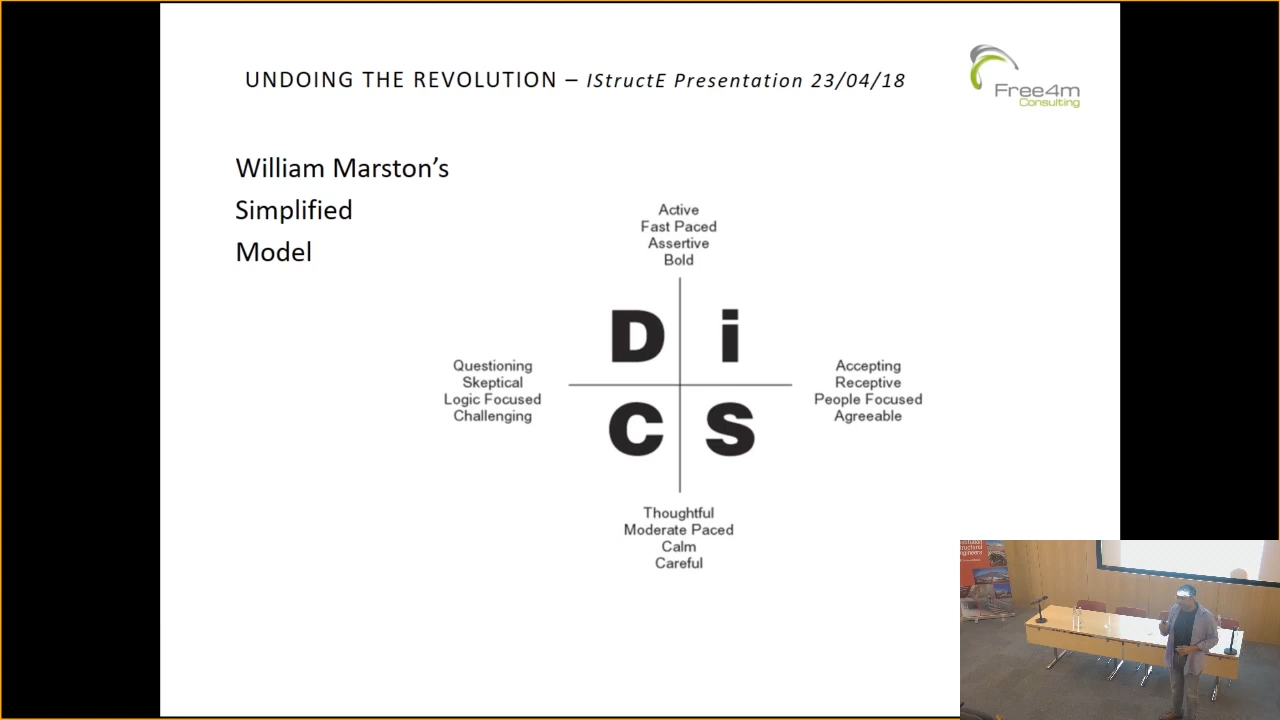 UNDOING THE REVOLUTION – IStructE Presentation 23/04/18
Free4m
Consulting
William Marston’s
Simplified
Model
Active
Fast Paced
Assertive
Bold
D i
Questioning
Skeptical
Logic Focused
Challenging
Accepting
Receptive
People Focused
Agreeable
C S
Thoughtful
Moderate Paced
Calm
Careful